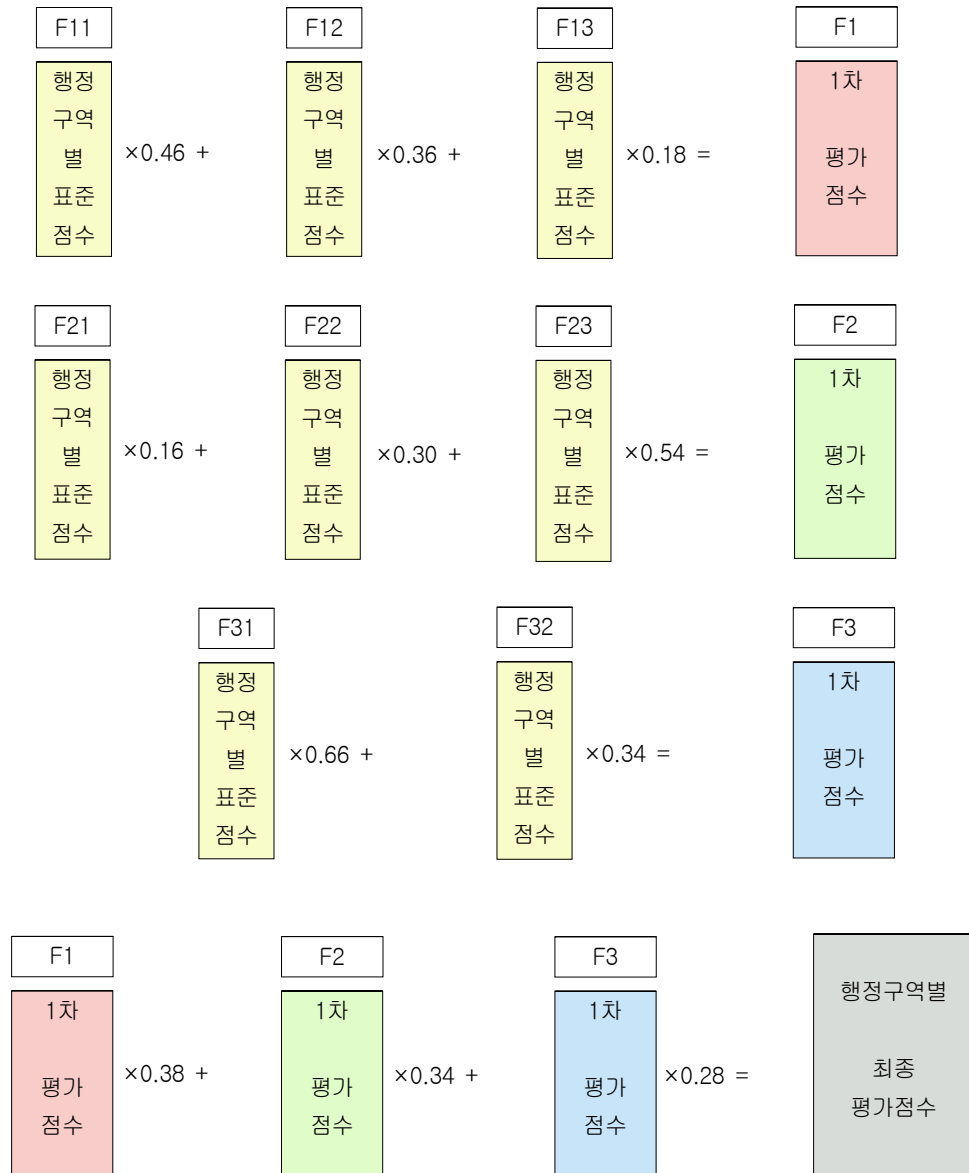 F11 F12 F13 F1
행정 행정 행정 1차
구역 구역 구역
별 ×0.46 + 별 ×0.36 + 별 ×0.18 = 평가
표준 표준 표준 점수
점수 점수 점수
F21 F22 F23 F2
행정 행정 행정 1차
구역 구역 구역
별 ×0.16 + 별 ×0.30 + 별 ×0.54 = 평가
표준 표준 표준 점수
점수 점수 점수
F31 F32 F3
행정 행정 1차
구역 구역
별 ×0.66 + 별 ×0.34 = 평가
표준 표준 점수
점수 점수
F1 F2 F3
행정구역별
1차 1차 1차
최종
평가 ×0.38 + 평가 ×0.34 + 평가 ×0.28 =
평가점수
점수 점수 점수